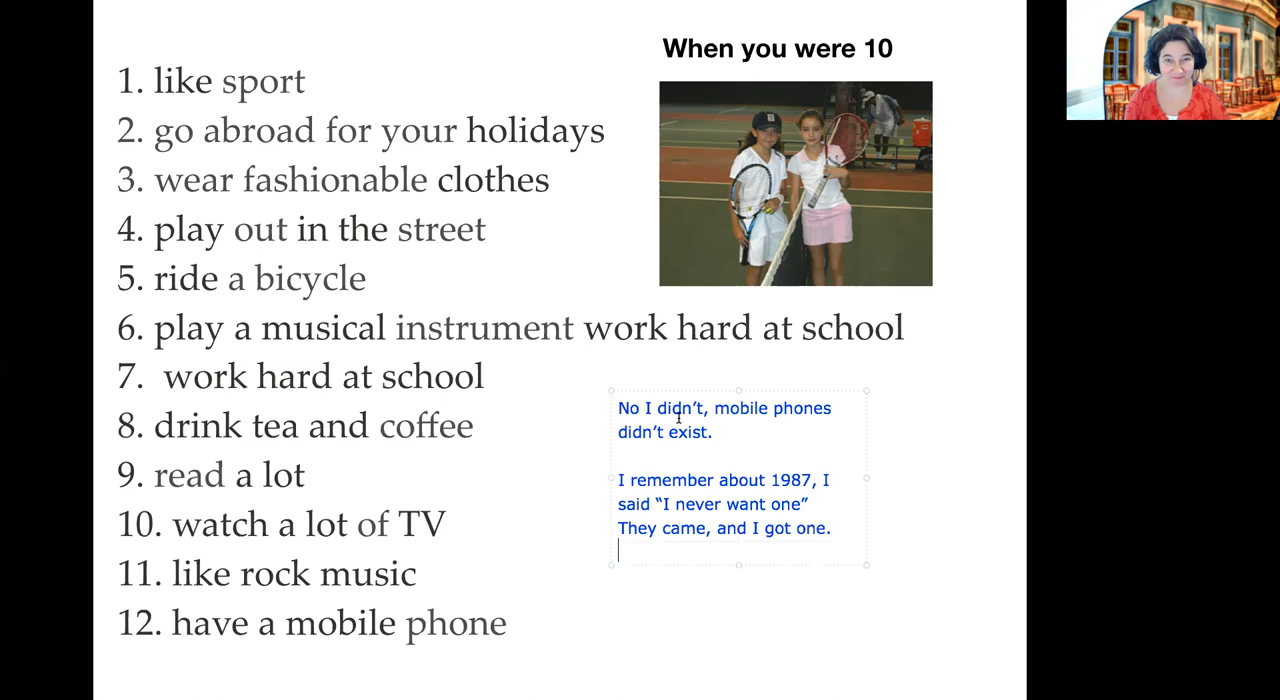 When you were 10
1. like sport
2. go abroad for your holidays
3. wear fashionable clothes
4. play out in the street
5. ride a bicycle
6. play a musical instrument work hard at school
7. work hard at school
8. drink tea and coffee
9. read a lot
10. watch a lot of TV
11. like rock music
12. have a mobile phone
No I didn’t, mobile phones
didn’t exist.
I remember about 1987, I
said “I never want one”
They came, and I got one.